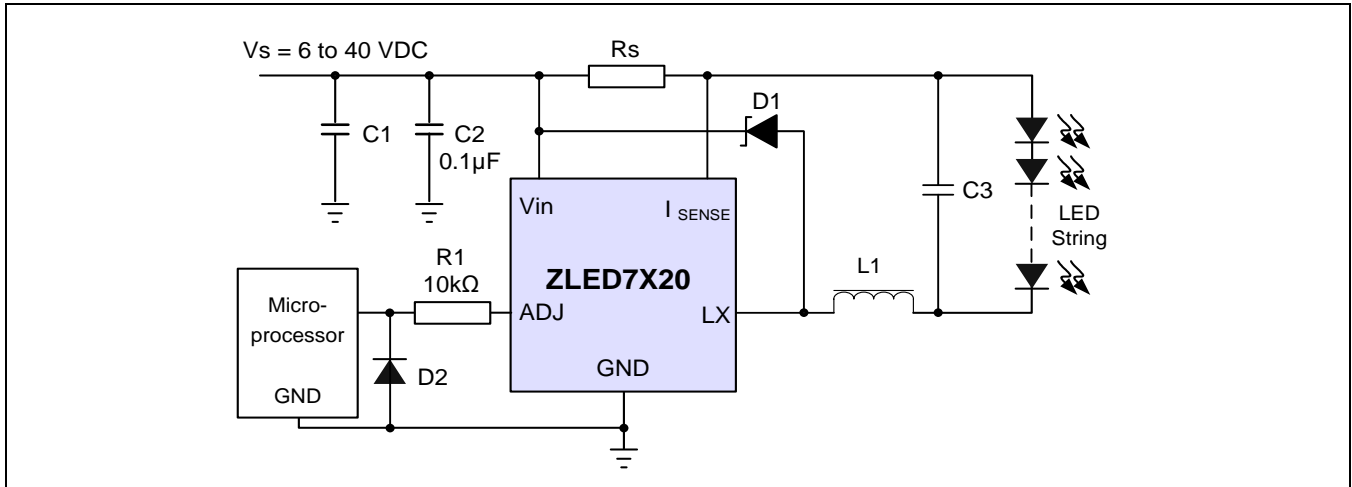 Vs = 6 to 40 VDC
Rs
D1
C1
C2
0.1µF
C3
LED
String
Vin
I SENSE
R1
10kΩ
ZLED7X20
L1
Micro-
processor
ADJ
LX
D2
GND
GND